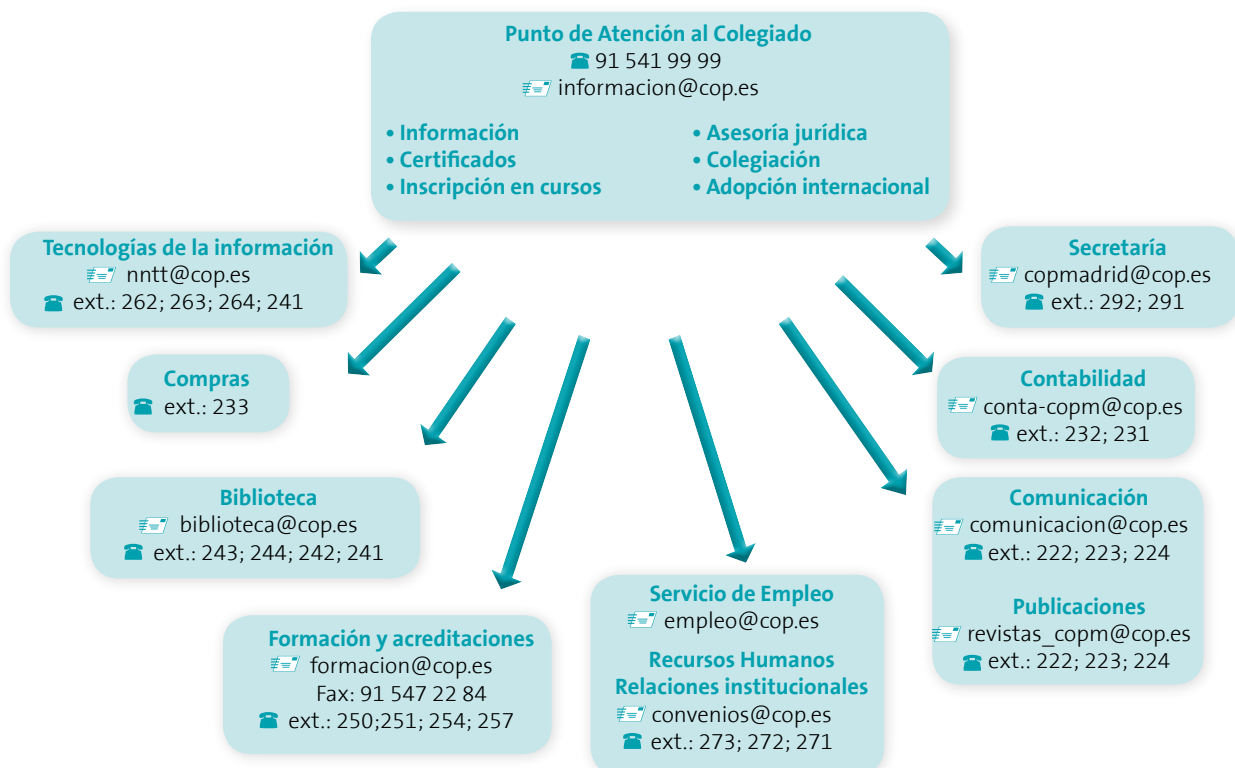 Punto de Atención al Colegiado
91 541 99 99
informacion@cop.es
• Información
• Certificados
• Inscripción en cursos
• Asesoría jurídica
• Colegiación
• Adopción internacional
Tecnologías de la información
nntt@cop.es
ext.: 262; 263; 264; 241
Secretaría
copmadrid@cop.es
ext.: 292; 291
Compras
ext.: 233
Contabilidad
conta-copm@cop.es
ext.: 232; 231
Biblioteca
biblioteca@cop.es
ext.: 243; 244; 242; 241
Comunicación
comunicacion@cop.es
ext.: 222; 223; 224
Publicaciones
revistas_copm@cop.es
ext.: 222; 223; 224
Formación y acreditaciones
formacion@cop.es
Fax: 91 547 22 84
ext.: 250;251; 254; 257
Servicio de Empleo
empleo@cop.es
Recursos Humanos
Relaciones institucionales
convenios@cop.es
ext.: 273; 272; 271